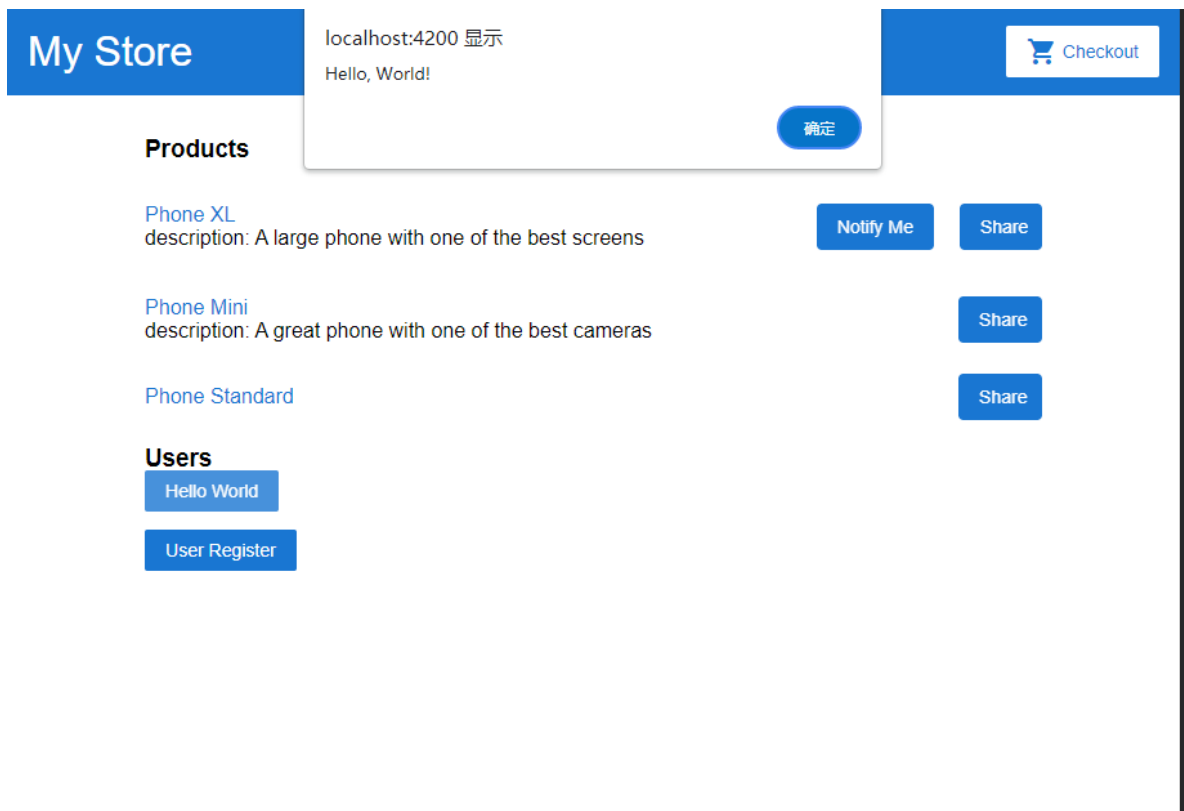 My Store
localhost:4200 显示
Hello, World!
确定
Checkout
Products
Phone XL
description: A large phone with one of the best screens
Notify Me
Share
Phone Mini
description: A great phone with one of the best cameras
Share
Phone Standard
Share
Users
Hello World
User Register